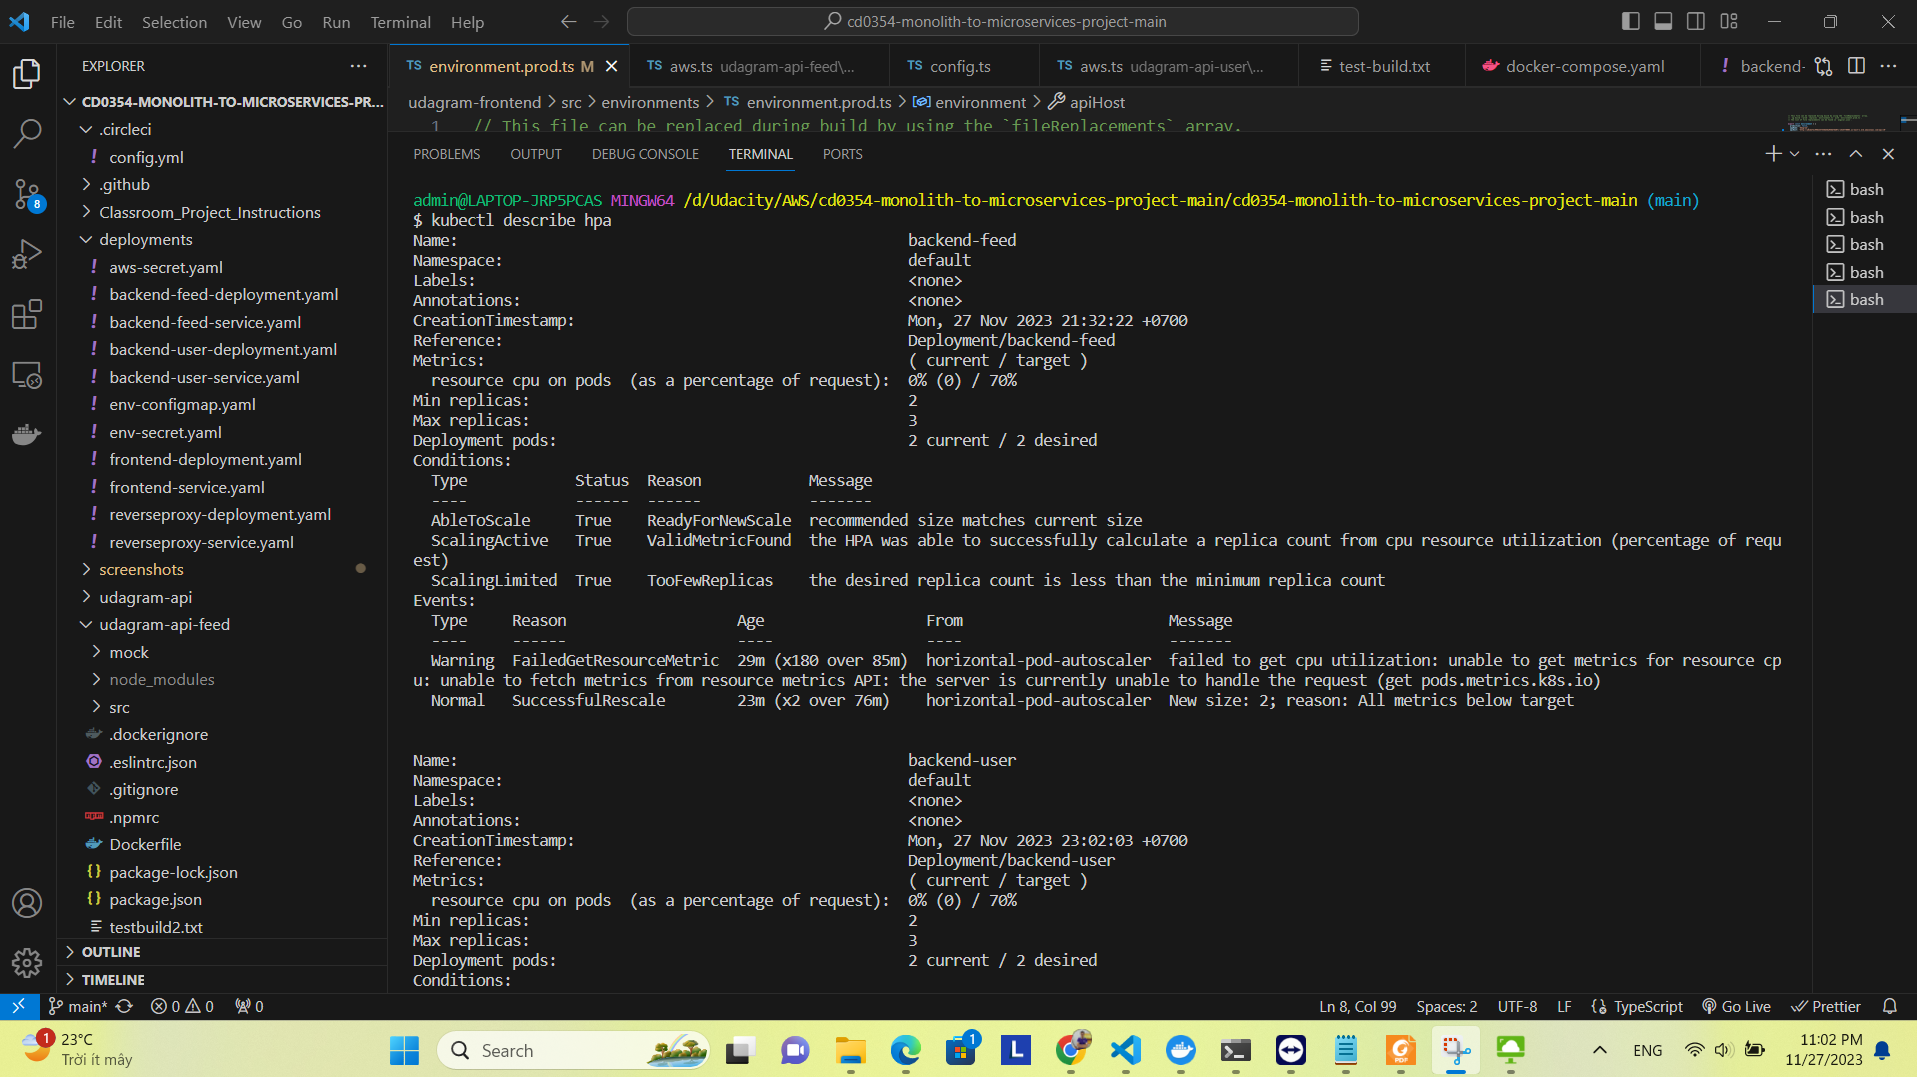 File Edit Selection View Go Run Terminal Help
cd0354-monolith-to-microservices-project-main
EXPLORER
CD0354-MONOLITH-TO-MICROSERVICES-PR...
.circleci
config.yml
.github
Classroom_Project_Instructions
deployments
aws-secret.yaml
backend-feed-deployment.yaml
backend-feed-service.yaml
backend-user-deployment.yaml
backend-user-service.yaml
env-configmap.yaml
env-secret.yaml
frontend-deployment.yaml
frontend-service.yaml
reverseproxy-deployment.yaml
reverseproxy-service.yaml
screenshots
udagram-api
udagram-api-feed
mock
node_modules
src
.dockerignore
.eslintrc.json
.gitignore
.npmrc
Dockerfile
package-lock.json
package.json
testbuild2.txt
OUTLINE
TIMELINE
8
TS environment.prod.ts M
TS aws.ts udagram-api-feed\...
TS config.ts
TS aws.ts udagram-api-user\...
test-build.txt
docker-compose.yaml
! backend-
udagram-frontend > src > environments > TS environment.prod.ts > environment > apiHost
1 // This file can be replaced during build by using the `fileReplacements` array.
PROBLEMS OUTPUT DEBUG CONSOLE TERMINAL PORTS
admin@LAPTOP-JRP5PCAS MINGW64 /d/Udacity/AWS/cd0354-monolith-to-microservices-project-main/cd0354-monolith-to-microservices-project-main (main)
$ kubectl describe hpa
Name: backend-feed
Namespace: default
Labels: <none>
Annotations: <none>
CreationTimestamp: Mon, 27 Nov 2023 21:32:22 +0700
Reference: Deployment/backend-feed
Metrics: ( current / target )
resource cpu on pods (as a percentage of request): 0% (0) / 70%
Min replicas: 2
Max replicas: 3
Deployment pods: 2 current / 2 desired
Conditions:
Type Status Reason Message
---- ------ ------ -------
AbleToScale True ReadyForNewScale recommended size matches current size
ScalingActive True ValidMetricFound the HPA was able to successfully calculate a replica count from cpu resource utilization (percentage of requ
est)
ScalingLimited True TooFewReplicas the desired replica count is less than the minimum replica count
Events:
Type Reason Age From Message
---- ------ ---- ---- -------
Warning FailedGetResourceMetric 29m (x180 over 85m) horizontal-pod-autoscaler failed to get cpu utilization: unable to get metrics for resource cp
u: unable to fetch metrics from resource metrics API: the server is currently unable to handle the request (get pods.metrics.k8s.io)
Normal SuccessfulRescale 23m (x2 over 76m) horizontal-pod-autoscaler New size: 2; reason: All metrics below target
Name: backend-user
Namespace: default
Labels: <none>
Annotations: <none>
CreationTimestamp: Mon, 27 Nov 2023 23:02:03 +0700
Reference: Deployment/backend-user
Metrics: ( current / target )
resource cpu on pods (as a percentage of request): 0% (0) / 70%
Min replicas: 2
Max replicas: 3
Deployment pods: 2 current / 2 desired
Conditions:
bash
bash
bash
bash
bash
main* 0 0 0
Ln 8, Col 99 Spaces: 2 UTF-8 LF {} TypeScript Go Live Prettier
1
23°C
Trời ít mây
Search
1
L
PDF
ENG
11:02 PM
11/27/2023